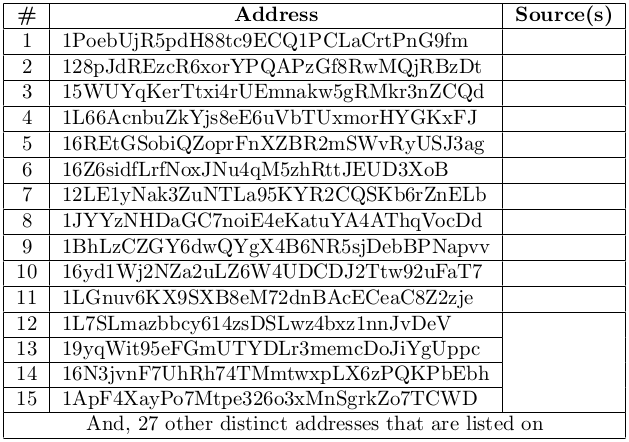 # Address Source(s)
1 1PoebUjR5pdH88tc9ECQ1PCLaCrtPnG9fm
2 128pJdREzcR6xorYPQAPzGf8RwMQjRBzDt
3 15WUYqKerTtxi4rUEmnakw5gRMkr3nZCQd
4 1L66AcnbuZkYjs8eE6uVbTUxmorHYGKxFJ
5 16REtGSobiQZoprFnXZBR2mSWvRyUSJ3ag
6 16Z6sidfLrfNoxJNu4qM5zhRttJEUD3XoB
7 12LE1yNak3ZuNTLa95KYR2CQSKb6rZnELb
8 1JYYzNHDaGC7noiE4eKatuYA4AThqVocDd
9 1BhLzCZGY6dwQYgX4B6NR5sjDebBPNapvv
10 16yd1Wj2NZa2uLZ6W4UDCDJ2Ttw92uFaT7
11 1LGnuv6KX9SXB8eM72dnBAcECeaC8Z2zje
12 1L7SLmazbbcy614zsDSLwz4bxz1nnJvDeV
13 19yqWit95eFGmUTYDLr3memcDoJiYgUppc
14 16N3jvnF7UhRh74TMmtwxpLX6zPQKPbEbh
15 1ApF4XayPo7Mtpe326o3xMnSgrkZo7TCWD
And, 27 other distinct addresses that are listed on